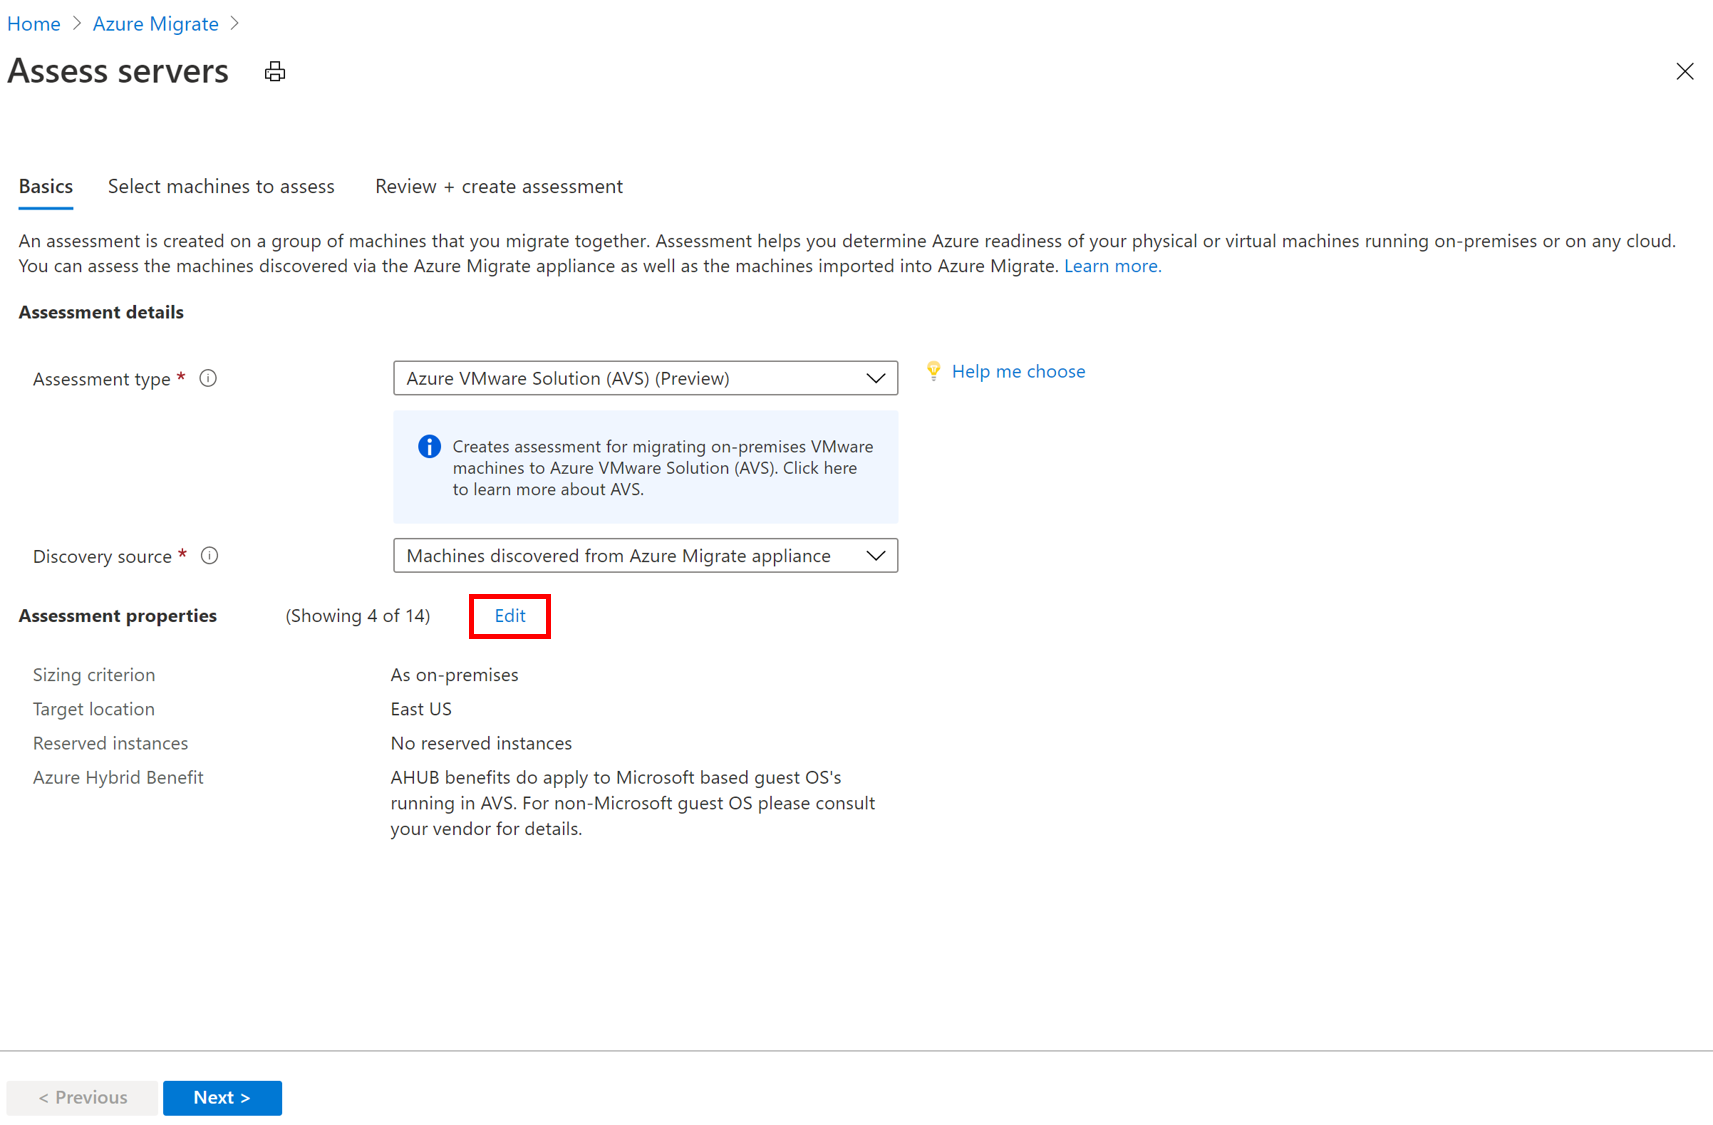 Home > Azure Migrate >
Assess servers
Basics Select machines to assess Review + create assessment
An assessment is created on a group of machines that you migrate together. Assessment helps you determine Azure readiness of your physical or virtual machines running on-premises or on any cloud.
You can assess the machines discovered via the Azure Migrate appliance as well as the machines imported into Azure Migrate. Learn more.
Assessment details
Assessment type * Azure VMware Solution (AVS) (Preview) Help me choose
Creates assessment for migrating on-premises VMware
machines to Azure VMware Solution (AVS). Click here
to learn more about AVS.
Discovery source * Machines discovered from Azure Migrate appliance
Assessment properties (Showing 4 of 14) Edit
Sizing criterion As on-premises
Target location East US
Reserved instances No reserved instances
Azure Hybrid Benefit AHUB benefits do apply to Microsoft based guest OS's
running in AVS. For non-Microsoft guest OS please consult
your vendor for details.
< Previous Next >